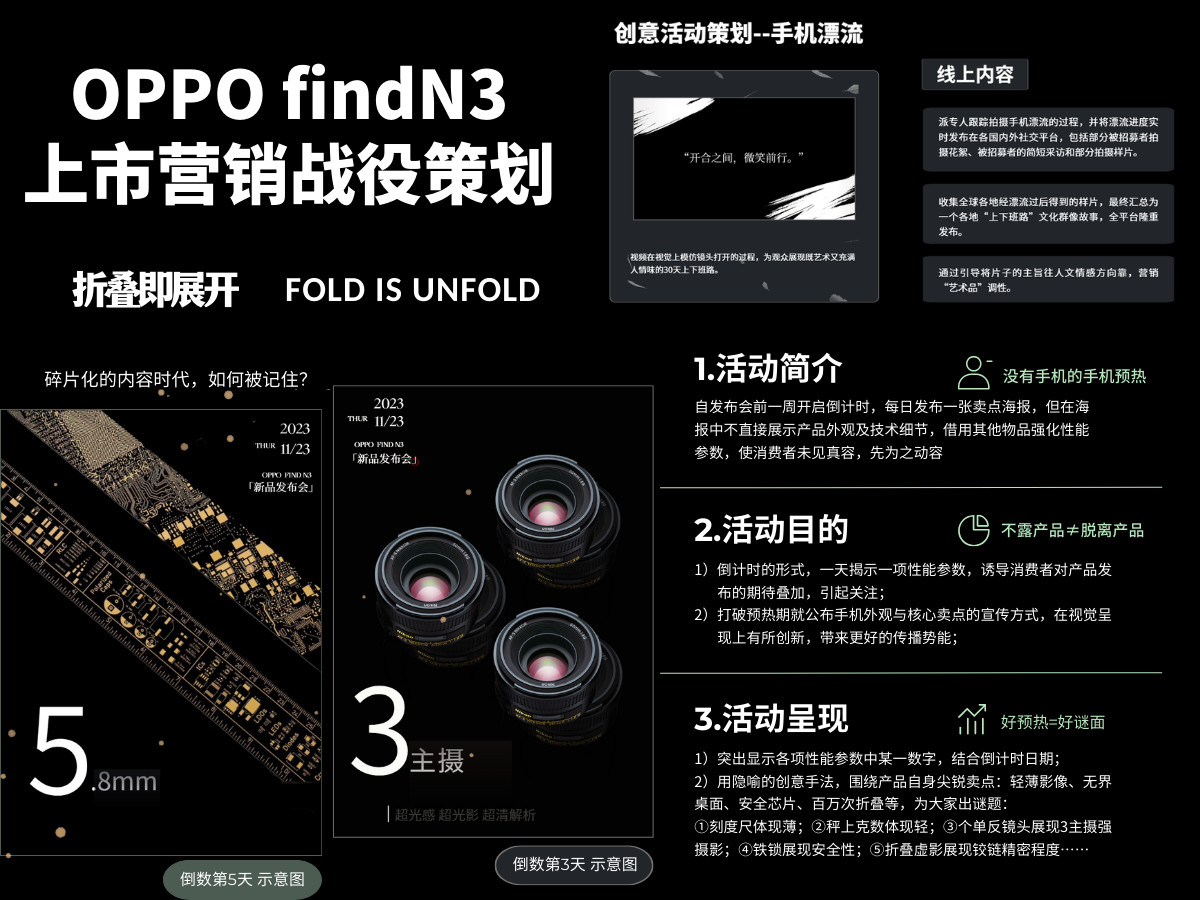 OPPO findN3
上市营销战役策划
折叠即展开
FOLD IS UNFOLD
创意活动策划--手机漂流
“开合之间，微笑前行。”
视频在视觉上模仿镜头打开的过程，为观众展现既艺术又充满
人情味的30天上下班路。
线上内容
派专人跟踪拍摄手机漂流的过程，并将漂流进度实
时发布在各国内外社交平台，包括部分被招募者拍
摄花絮、被招募者的简短采访和部分拍摄样片。
收集全球各地经漂流过后得到的样片，最终汇总为
一个各地“上下班路”文化群像故事，全平台隆重
发布。
通过引导将片子的主旨往人文情感方向靠，营销
“艺术品”调性。
碎片化的内容时代，如何被记住？
2023
THUR 11/23
OPPO FIND N3
「新品发布会」
5.8mm
倒数第5天 示意图
2023
THUR 11/23
OPPO FIND N3
「新品发布会」
3主摄
超光感 超光影 超清解析
倒数第3天 示意图
1.活动简介
没有手机的手机预热
自发布会前一周开启倒计时，每日发布一张卖点海报，但在海
报中不直接展示产品外观及技术细节，借用其他物品强化性能
参数，使消费者未见真容，先为之动容
2.活动目的
不露产品≠脱离产品
1）倒计时的形式，一天揭示一项性能参数，诱导消费者对产品发
布的期待叠加，引起关注；
2）打破预热期就公布手机外观与核心卖点的宣传方式，在视觉呈
现上有所创新，带来更好的传播势能；
3.活动呈现
好预热=好谜面
1）突出显示各项性能参数中某一数字，结合倒计时日期；
2）用隐喻的创意手法，围绕产品自身尖锐卖点：轻薄影像、无界
桌面、安全芯片、百万次折叠等，为大家出谜题：
①刻度尺体现薄；②秤上克数体现轻；③个单反镜头展现3主摄强
摄影；④铁锁展现安全性；⑤折叠虚影展现铰链精密程度……